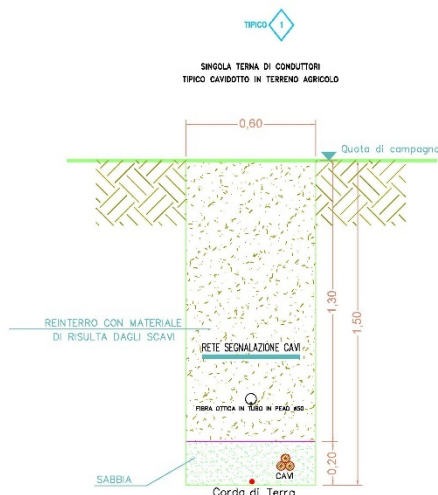 TIPICO 1
SINGOLA TERNA DI CONDUTTORI
TIPICO CAVIDOTTO IN TERRENO AGRICOLO
0,60
Quota di campagna
REINTERRO CON MATERIALE
DI RISULTA DAGLI SCAVI
RETE SEGNALAZIONE CAVI
1,30
1,50
FIBRA OTTICA IN TUBO IN PEAD ø50
SABBIA
CAVI
0,20
Corda di Terra